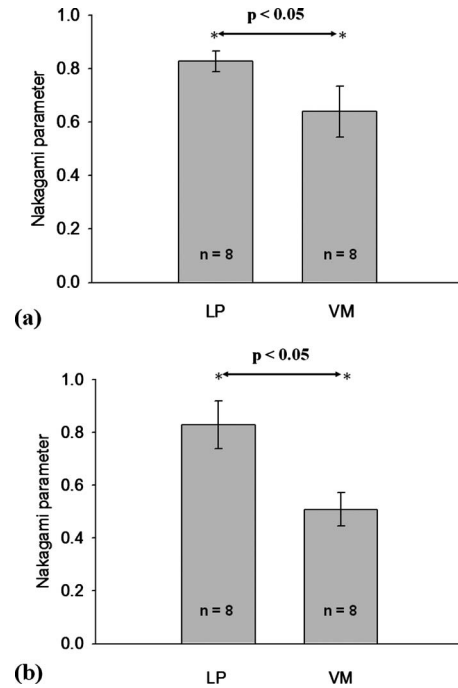 p < 0.05
* *
1.0
0.8
0.6
0.4
0.2
0.0
Nakagami parameter
n = 8 n = 8
(a)
LP VM
p < 0.05
* *
1.0
0.8
0.6
0.4
0.2
0.0
Nakagami parameter
n = 8 n = 8
(b)
LP VM